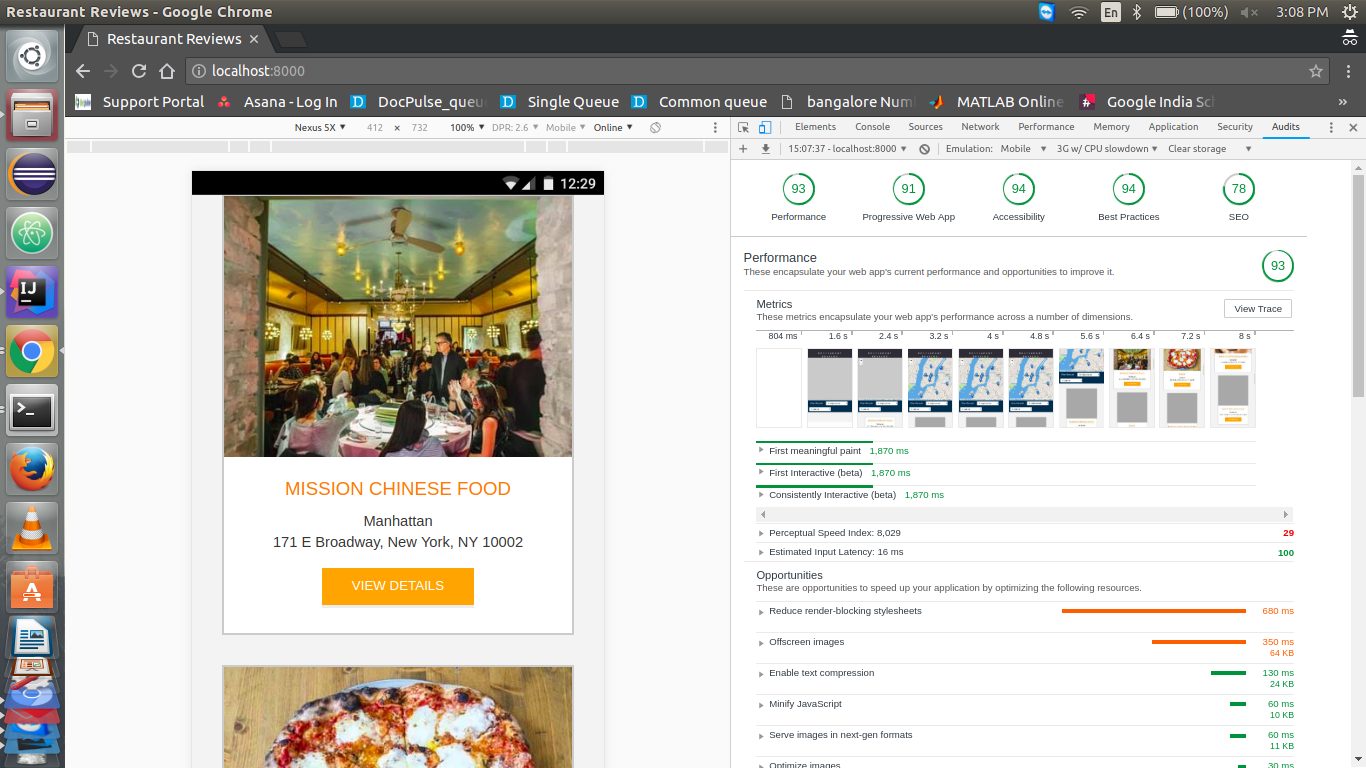 Restaurant Reviews - Google Chrome
En
(100%)
3:08 PM
Restaurant Reviews
localhost:8000
Support Portal
Asana - Log In
DocPulse_queue
Single Queue
Common queue
bangalore Num
MATLAB Online
Google India Sc
»
Nexus 5X ▼ 412 × 732 100% ▼ DPR: 2.6 ▼ Mobile ▼ Online ▼
Elements Console Sources Network Performance Memory Application Security Audits
15:07:37 - localhost:8000 ▼ Emulation: Mobile ▼ 3G w/ CPU slowdown ▼ Clear storage ▼
12:29
MISSION CHINESE FOOD
Manhattan
171 E Broadway, New York, NY 10002
VIEW DETAILS
93 91 94 94 78
Performance Progressive Web App Accessibility Best Practices SEO
Performance
These encapsulate your web app's current performance and opportunities to improve it.
93
Metrics
These metrics encapsulate your web app's performance across a number of dimensions.
View Trace
804 ms 1.6 s 2.4 s 3.2 s 4 s 4.8 s 5.6 s 6.4 s 7.2 s 8 s
First meaningful paint 1,870 ms
First Interactive (beta) 1,870 ms
Consistently Interactive (beta) 1,870 ms
Perceptual Speed Index: 8,029 29
Estimated Input Latency: 16 ms 100
Opportunities
These are opportunities to speed up your application by optimizing the following resources.
Reduce render-blocking stylesheets 680 ms
Offscreen images 350 ms
64 KB
Enable text compression 130 ms
24 KB
Minify JavaScript 60 ms
10 KB
Serve images in next-gen formats 60 ms
11 KB
Optimize images 30 ms